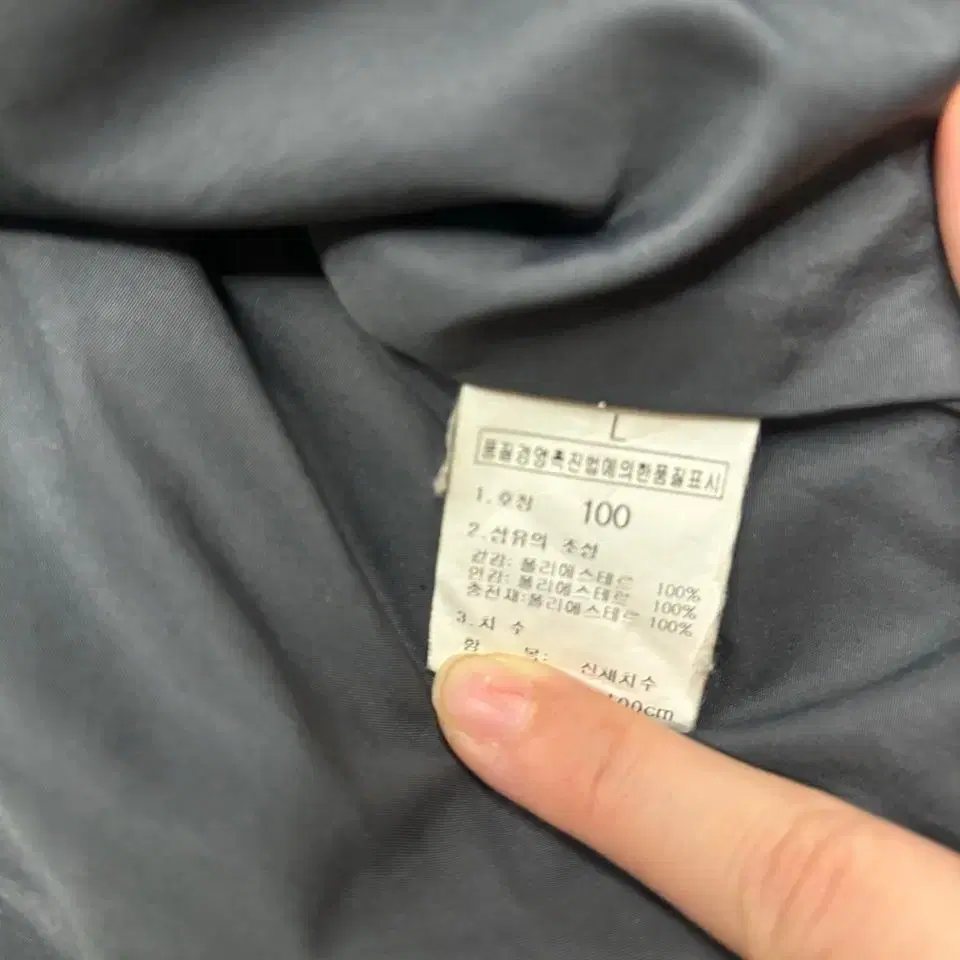 L
품질경영촉진법에의한품질표시
1.호칭 100
2.섬유의 조성
겉감: 폴리에스테르 100%
안감: 폴리에스테르 100%
충전재:폴리에스테르 100%
3.치 수
항 목: 신체치수
100cm